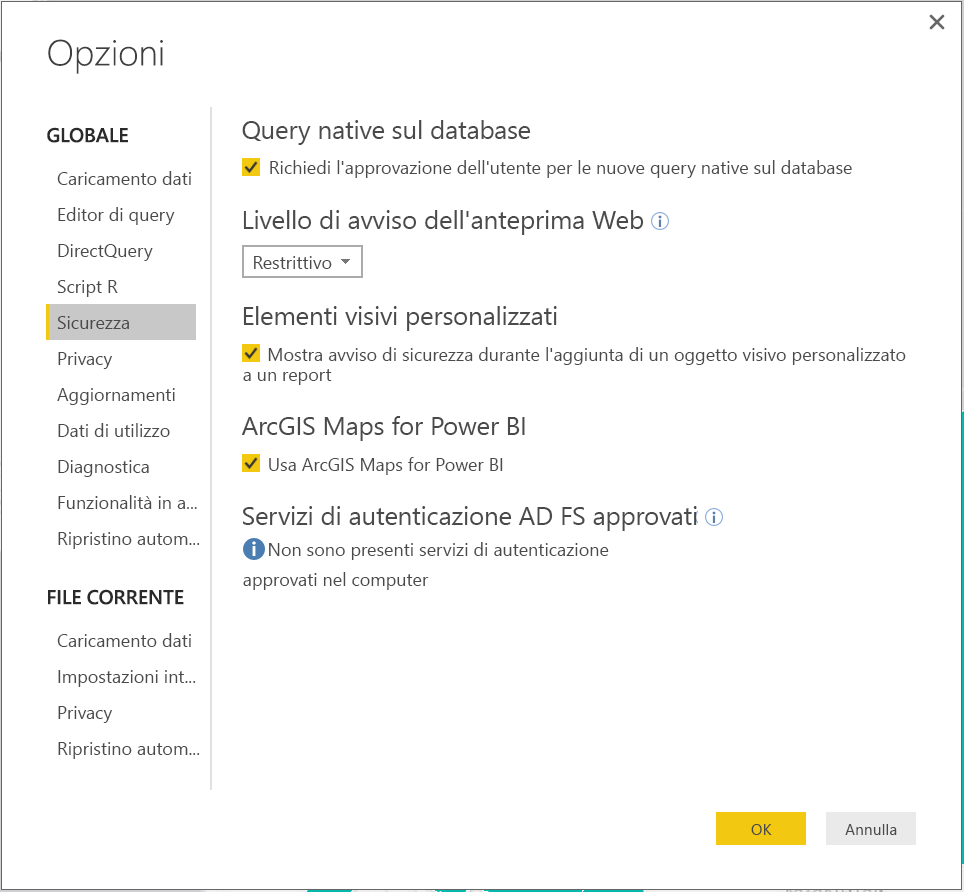 Opzioni
GLOBALE
Caricamento dati
Editor di query
DirectQuery
Script R
Sicurezza
Privacy
Aggiornamenti
Dati di utilizzo
Diagnostica
Funzionalità in a...
Ripristino autom...
FILE CORRENTE
Caricamento dati
Impostazioni int...
Privacy
Ripristino autom...
Query native sul database
Richiedi l'approvazione dell'utente per le nuove query native sul database
Livello di avviso dell'anteprima Web
Restrittivo
Elementi visivi personalizzati
Mostra avviso di sicurezza durante l'aggiunta di un oggetto visivo personalizzato
a un report
ArcGIS Maps for Power BI
Usa ArcGIS Maps for Power BI
Servizi di autenticazione AD FS approvati
Non sono presenti servizi di autenticazione
approvati nel computer
OK
Annulla